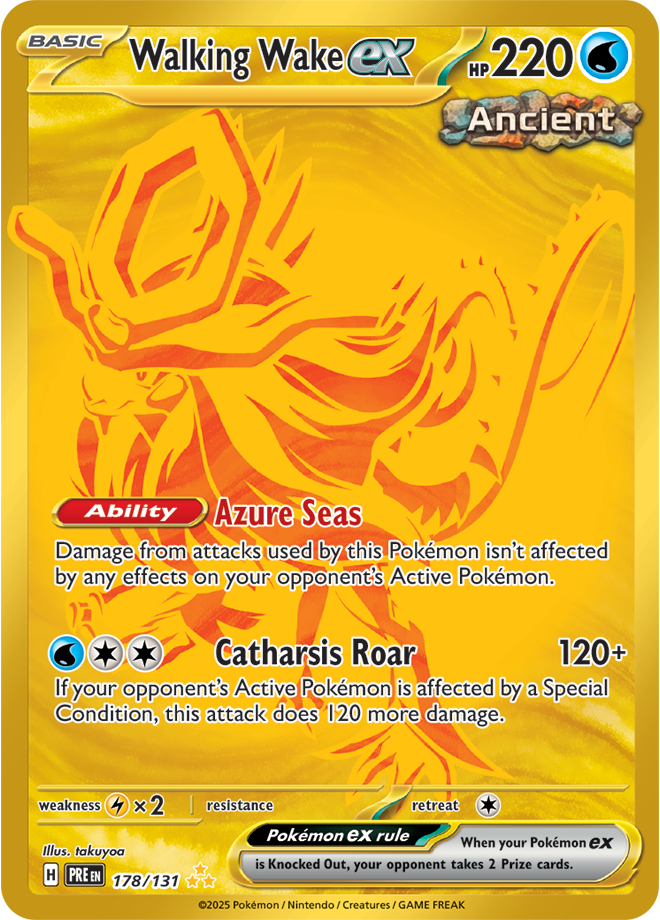 BASIC Walking Wake ex HP 220
Ancient
Ability Azure Seas
Damage from attacks used by this Pokémon isn't affected
by any effects on your opponent's Active Pokémon.
Catharsis Roar 120+
If your opponent's Active Pokémon is affected by a Special
Condition, this attack does 120 more damage.
weakness ×2 resistance retreat
Illus. takuyoa
Pokémon ex rule When your Pokémon ex
is Knocked Out, your opponent takes 2 Prize cards.
H PRE EN 178/131
©2025 Pokémon / Nintendo / Creatures / GAME FREAK